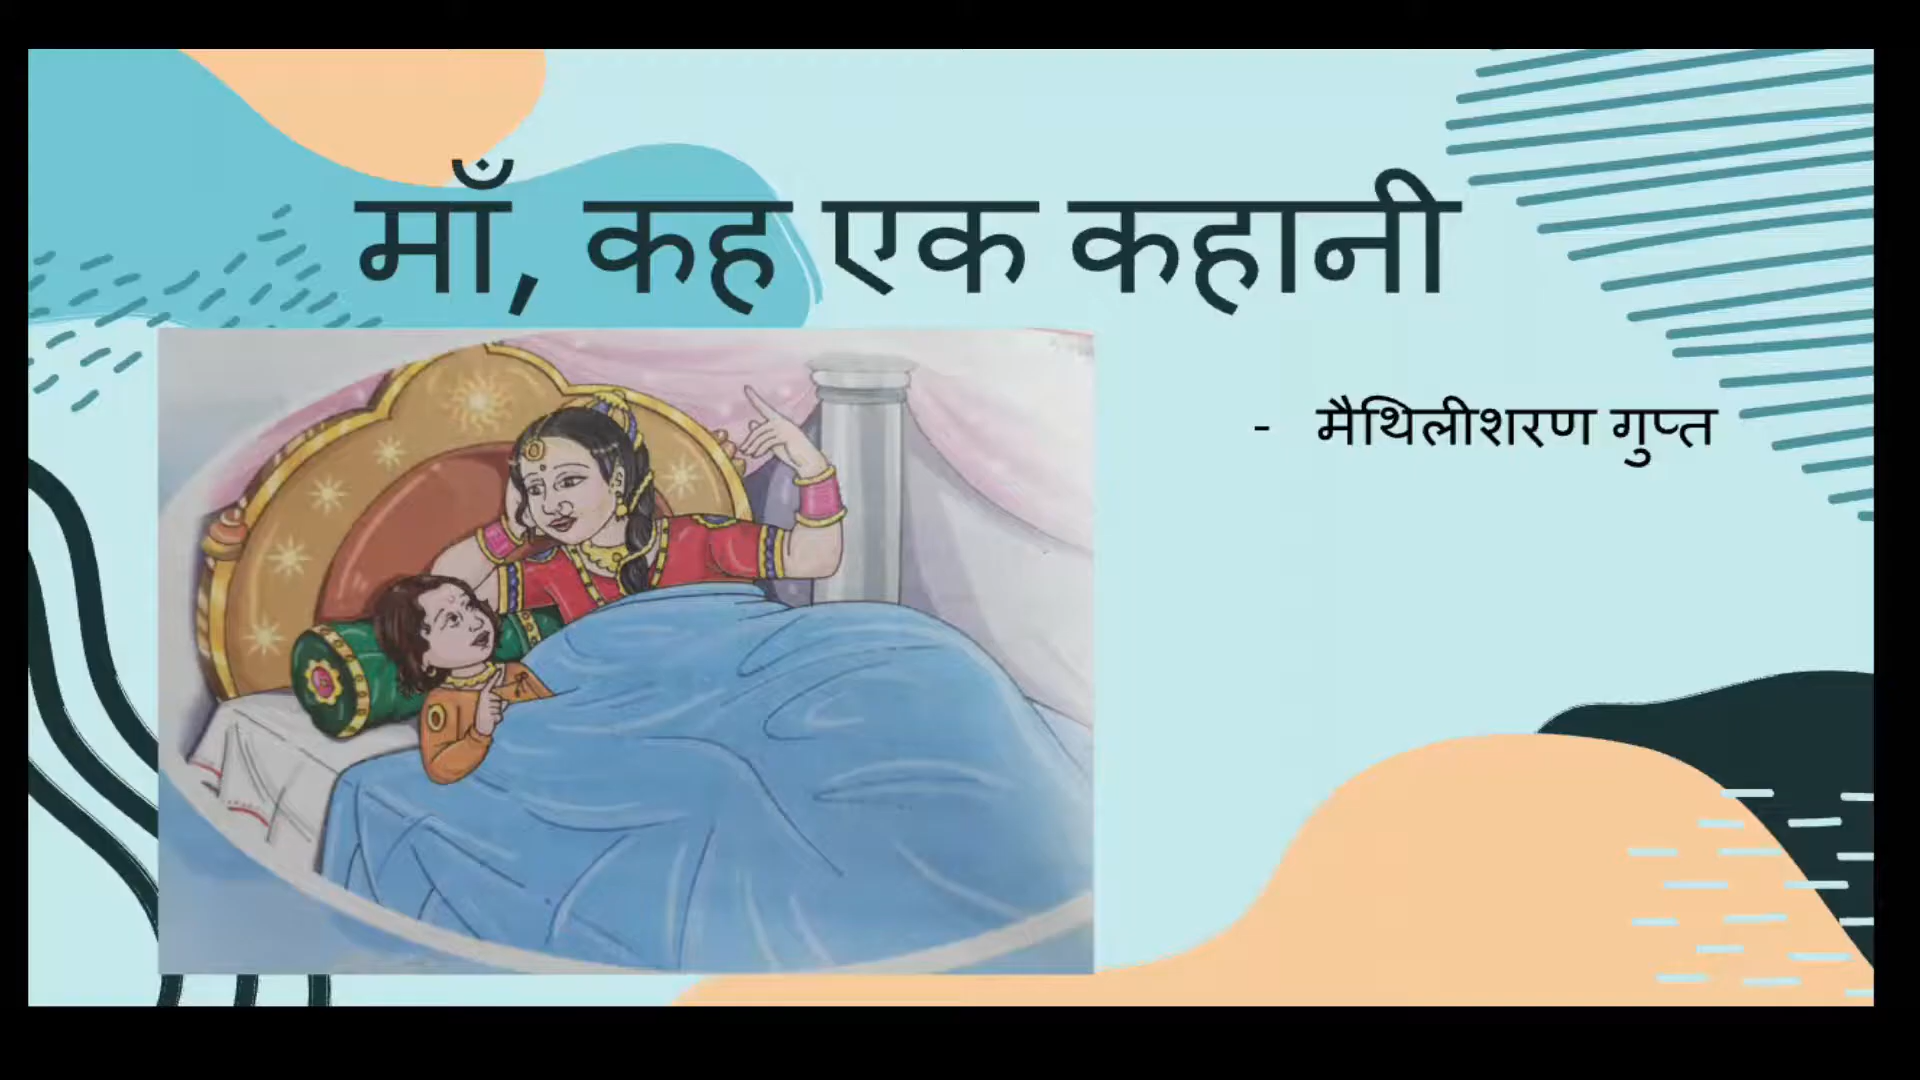 माँ, कह एक कहानी
- मैथिलीशरण गुप्त